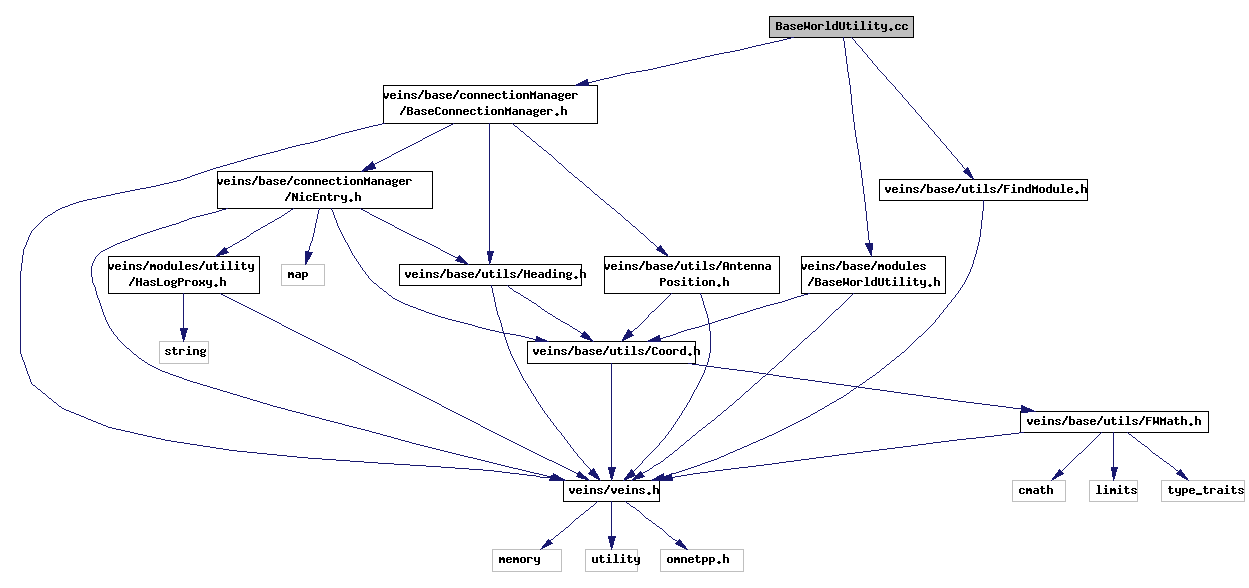 BaseWorldUtility.cc
veins/base/connectionManager
/BaseConnectionManager.h
veins/base/connectionManager
/NicEntry.h
veins/base/utils/FindModule.h
veins/modules/utility
/HasLogProxy.h
map
veins/base/utils/Heading.h
veins/base/utils/Antenna
Position.h
veins/base/modules
/BaseWorldUtility.h
string
veins/base/utils/Coord.h
veins/base/utils/FWMath.h
veins/veins.h
cmath
limits
type_traits
memory
utility
omnetpp.h